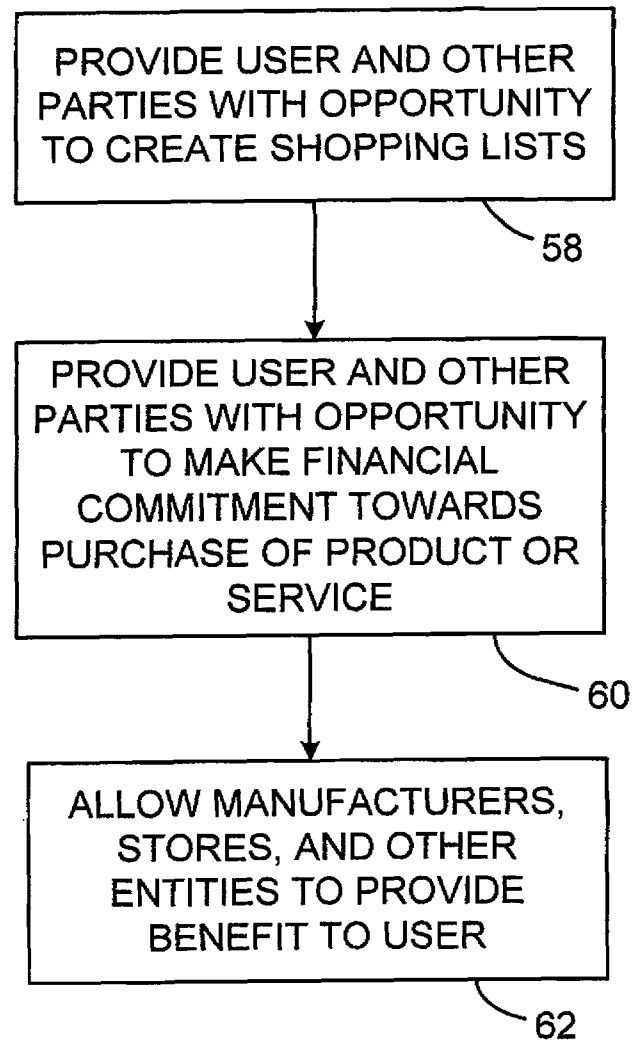 PROVIDE USER AND OTHER
PARTIES WITH OPPORTUNITY
TO CREATE SHOPPING LISTS
58
PROVIDE USER AND OTHER
PARTIES WITH OPPORTUNITY
TO MAKE FINANCIAL
COMMITMENT TOWARDS
PURCHASE OF PRODUCT OR
SERVICE
60
ALLOW MANUFACTURERS,
STORES, AND OTHER
ENTITIES TO PROVIDE
BENEFIT TO USER
62